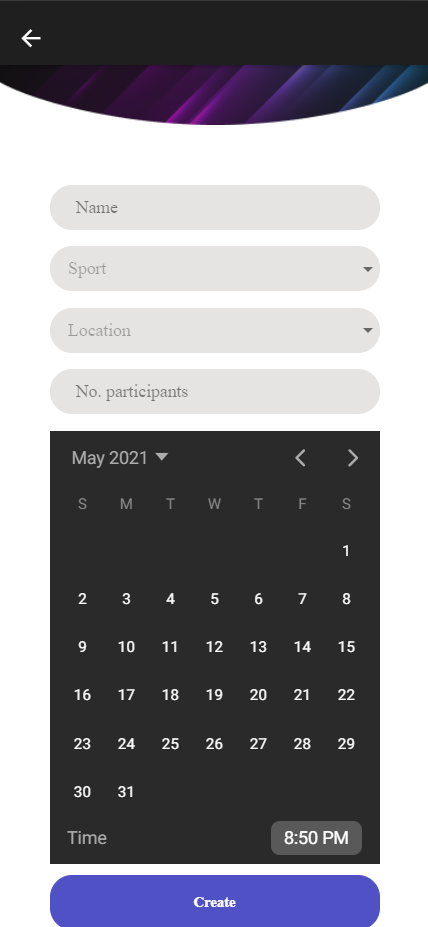 Name
Sport
Location
No. participants
May 2021
S M T W T F S
1
2 3 4 5 6 7 8
9 10 11 12 13 14 15
16 17 18 19 20 21 22
23 24 25 26 27 28 29
30 31
Time 8:50 PM
Create